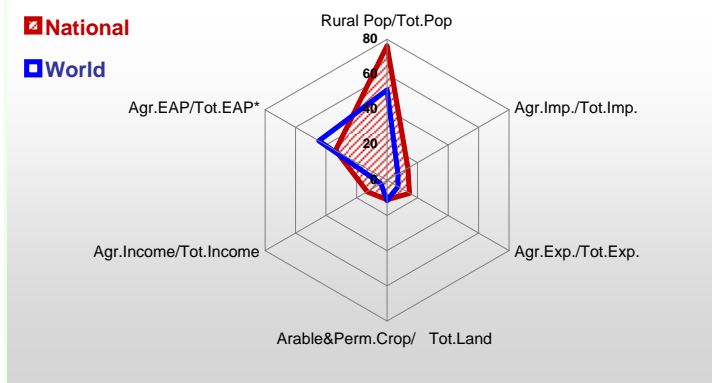 National
World
Rural Pop/Tot.Pop
80
60
40
20
0
Agr.EAP/Tot.EAP*
Agr.Imp./Tot.Imp.
Agr.Income/Tot.Income
Agr.Exp./Tot.Exp.
Arable&Perm.Crop/ Tot.Land